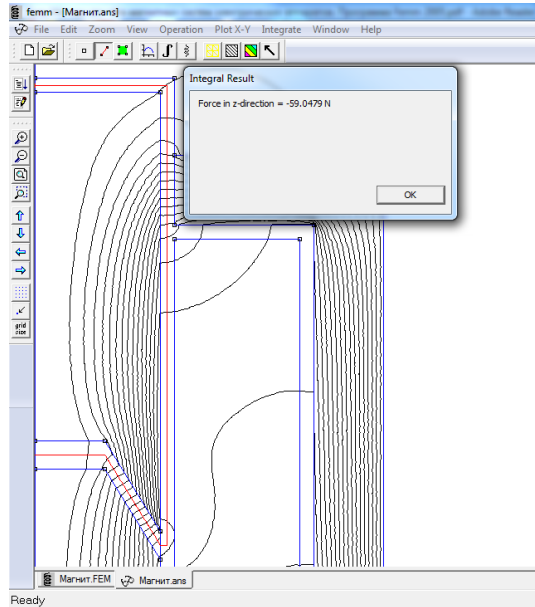 femm - [Магнит.ans]
File Edit Zoom View Operation Plot X-Y Integrate Window Help
Integral Result
Force in z-direction = -59.0479 N
OK
grid
size
Магнит.FEM Магнит.ans
Ready